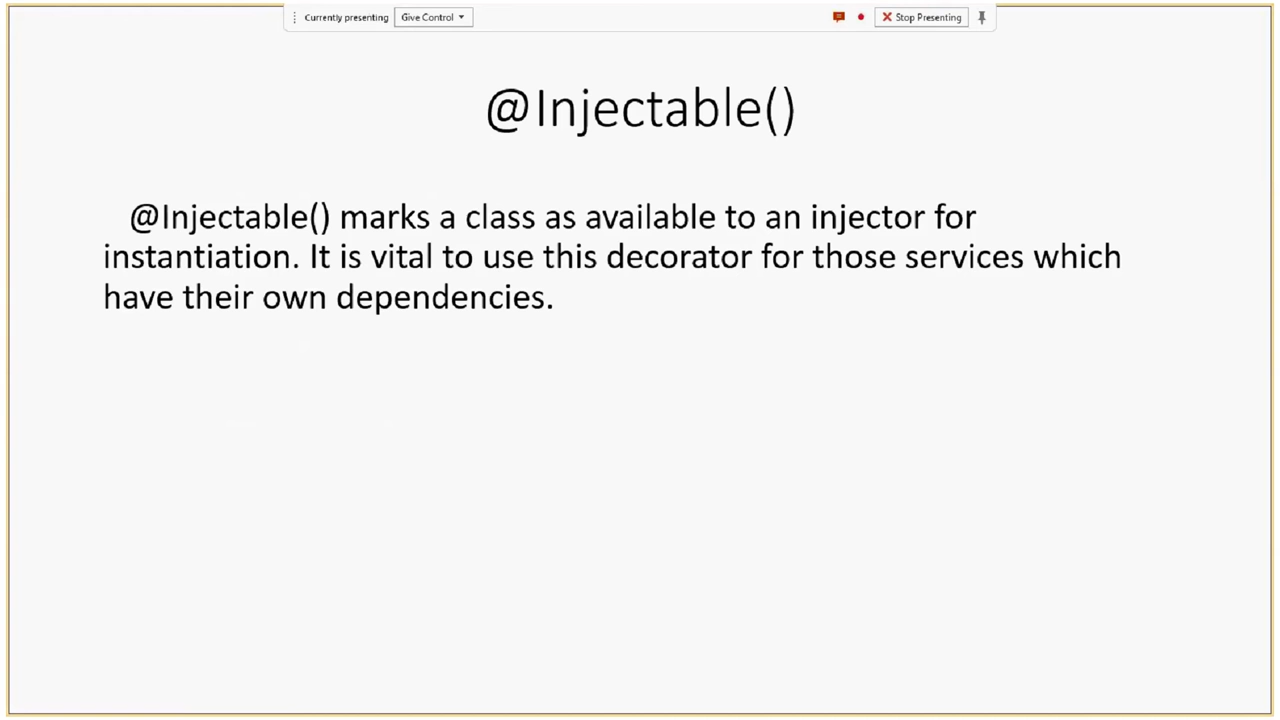 Currently presenting Give Control Stop Presenting
@Injectable()
@Injectable() marks a class as available to an injector for
instantiation. It is vital to use this decorator for those services which
have their own dependencies.